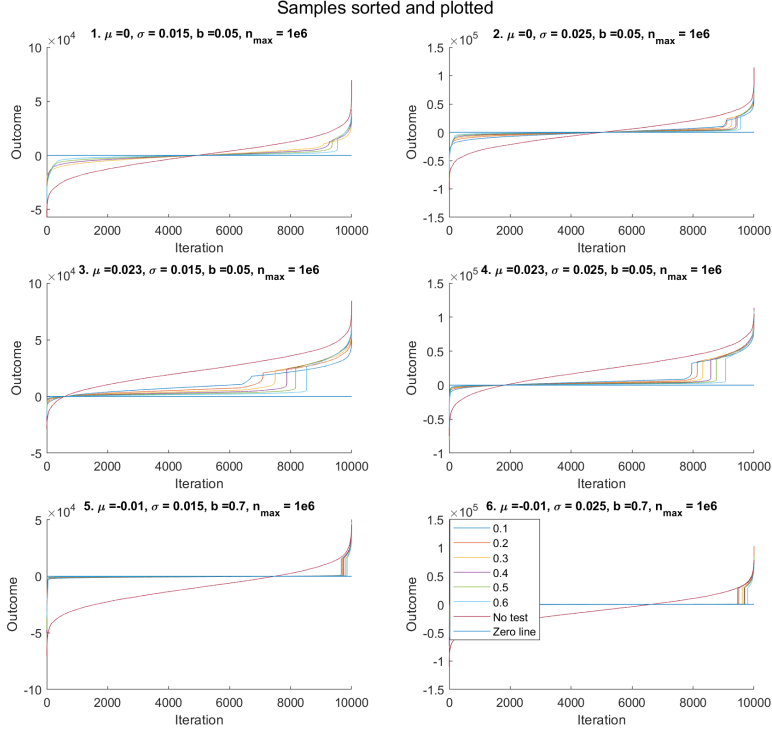 Samples sorted and plotted
1. μ =0, σ = 0.015, b =0.05, n_max = 1e6
×10^4
10
5
0
-5
Outcome
0 2000 4000 6000 8000 10000
Iteration
2. μ =0, σ = 0.025, b =0.05, n_max = 1e6
×10^5
1.5
1
0.5
0
-0.5
-1
-1.5
Outcome
0 2000 4000 6000 8000 10000
Iteration
3. μ =0.023, σ = 0.015, b =0.05, n_max = 1e6
×10^4
10
5
0
-5
Outcome
0 2000 4000 6000 8000 10000
Iteration
4. μ =0.023, σ = 0.025, b =0.05, n_max = 1e6
×10^5
1.5
1
0.5
0
-0.5
-1
Outcome
0 2000 4000 6000 8000 10000
Iteration
5. μ =-0.01, σ = 0.015, b =0.7, n_max = 1e6
×10^4
5
0
-5
-10
Outcome
0 2000 4000 6000 8000 10000
Iteration
6. μ =-0.01, σ = 0.025, b =0.7, n_max = 1e6
×10^5
1.5
1
0.5
0
-0.5
-1
-1.5
Outcome
0.1
0.2
0.3
0.4
0.5
0.6
No test
Zero line
0 2000 4000 6000 8000 10000
Iteration